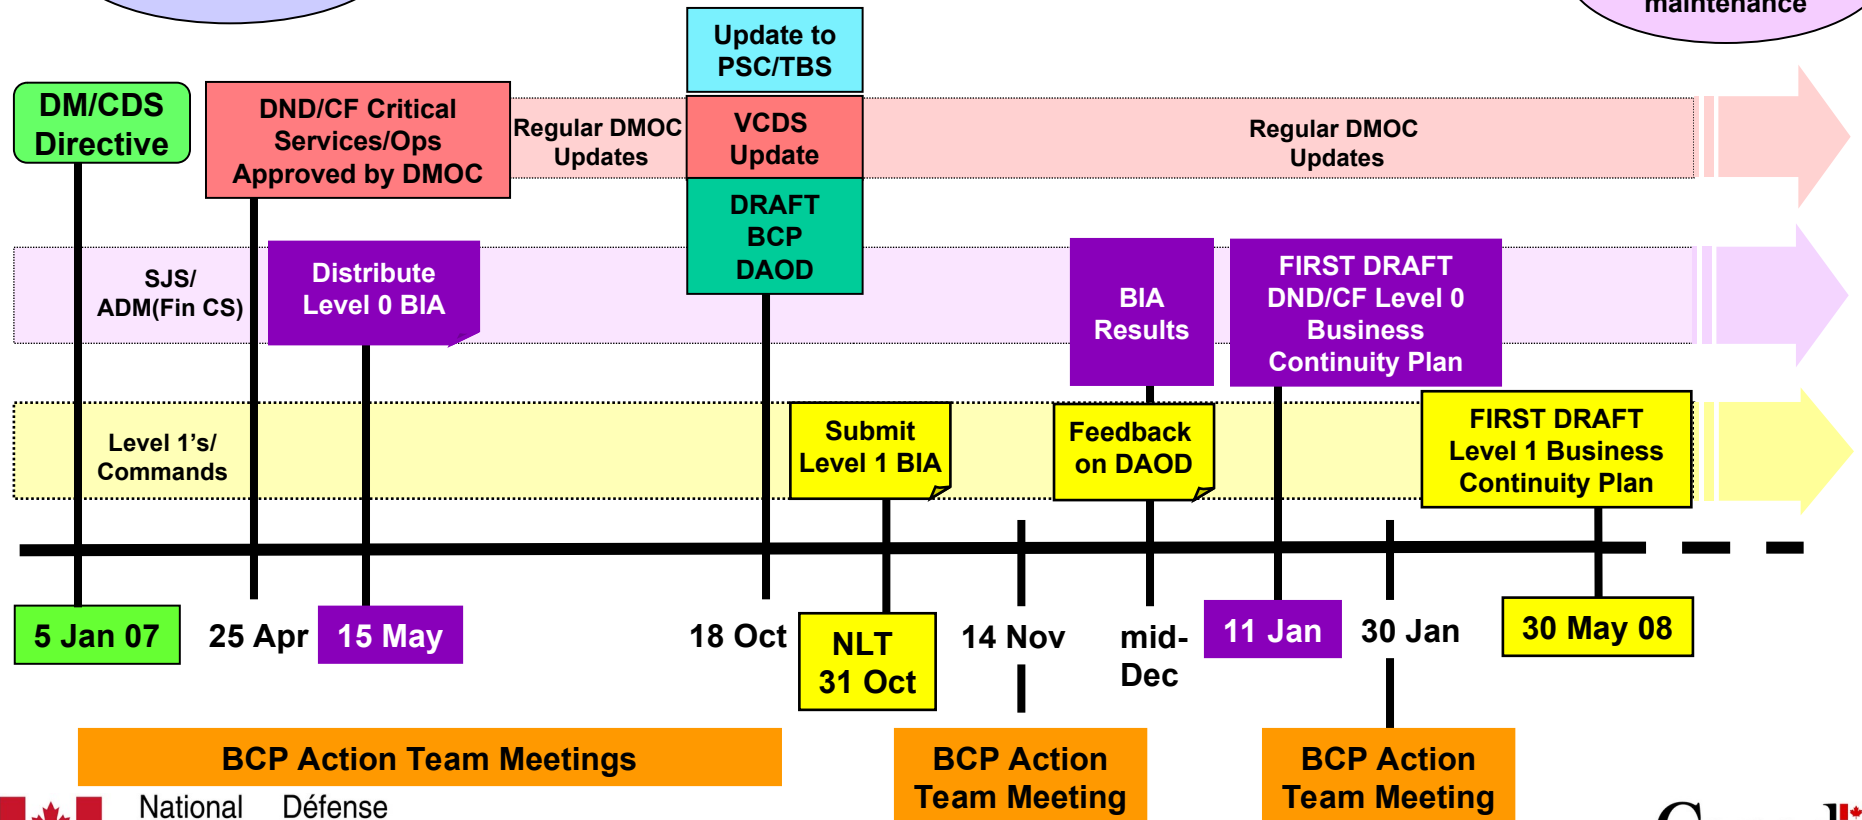 maintenance
Update to
PSC/TBS
DM/CDS
Directive
DND/CF Critical
Services/Ops
Approved by DMOC
Regular DMOC
Updates
VCDS
Update
Regular DMOC
Updates
DRAFT
BCP
DAOD
SJS/
ADM(Fin CS)
Distribute
Level 0 BIA
BIA
Results
FIRST DRAFT
DND/CF Level 0
Business
Continuity Plan
Level 1's/
Commands
Submit
Level 1 BIA
Feedback
on DAOD
FIRST DRAFT
Level 1 Business
Continuity Plan
5 Jan 07
25 Apr
15 May
18 Oct
NLT
31 Oct
14 Nov
mid-
Dec
11 Jan
30 Jan
30 May 08
BCP Action Team Meetings
BCP Action
Team Meeting
BCP Action
Team Meeting
National Défense